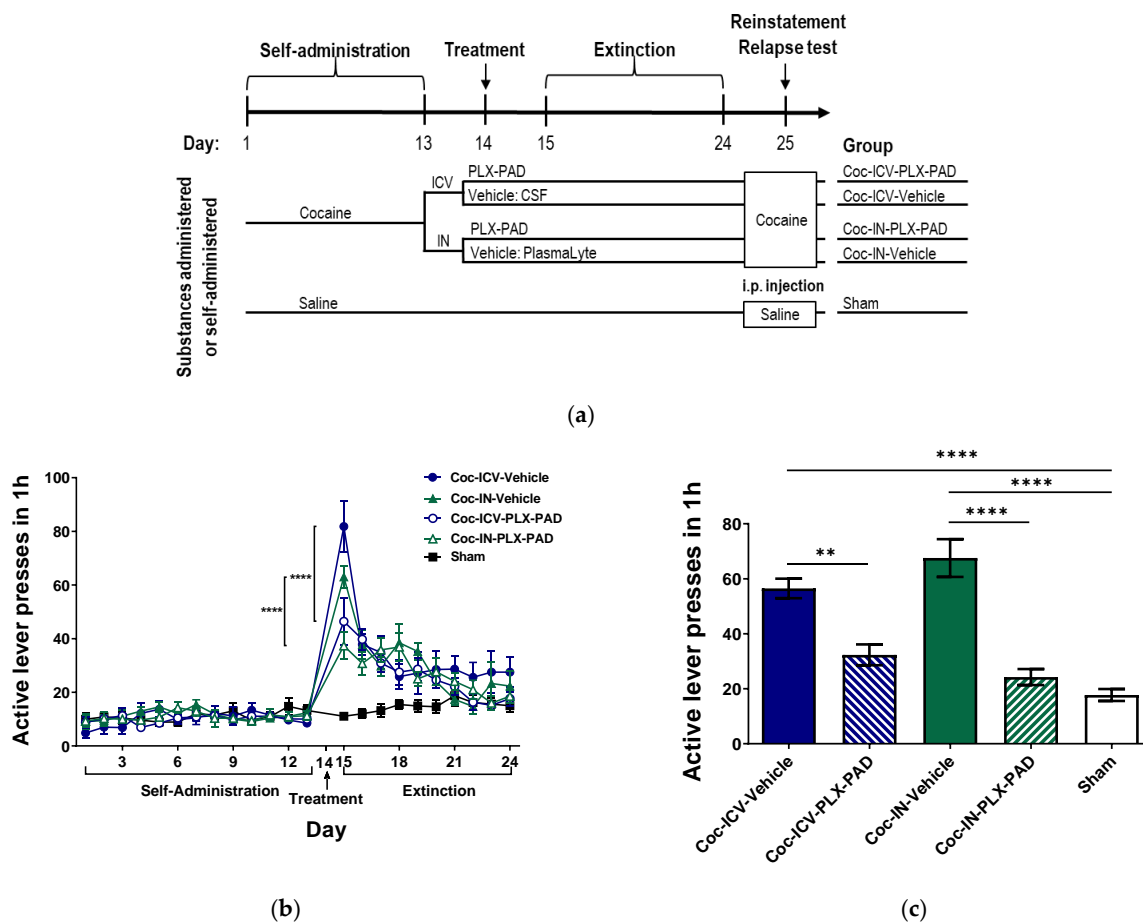 Reinstatement
Self-administration Treatment Extinction Relapse test
Day: 1 13 14 15 24 25 Group
Substances administered
or self-administered
ICV PLX-PAD Coc-ICV-PLX-PAD
Vehicle: CSF Coc-ICV-Vehicle
Cocaine Cocaine
IN PLX-PAD Coc-IN-PLX-PAD
Vehicle: PlasmaLyte Coc-IN-Vehicle
i.p. injection
Saline Saline Sham
(a)
Active lever presses in 1h
100
80
60
40
20
0
Coc-ICV-Vehicle
Coc-IN-Vehicle
Coc-ICV-PLX-PAD
Coc-IN-PLX-PAD
Sham
****
****
3 6 9 12 14 15 18 21 24
Self-Administration Treatment Extinction
Day
(b)
Active lever presses in 1h
80
60
40
20
0
****
****
****
**
Coc-ICV-Vehicle
Coc-ICV-PLX-PAD
Coc-IN-Vehicle
Coc-IN-PLX-PAD
Sham
(c)